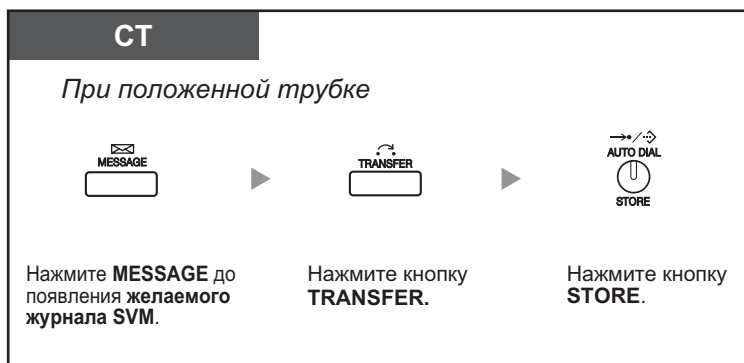 СТ
При положенной трубке
MESSAGE
TRANSFER
AUTO DIAL
STORE
Нажмите MESSAGE до
появления желаемого
журнала SVM.
Нажмите кнопку
TRANSFER.
Нажмите кнопку
STORE.